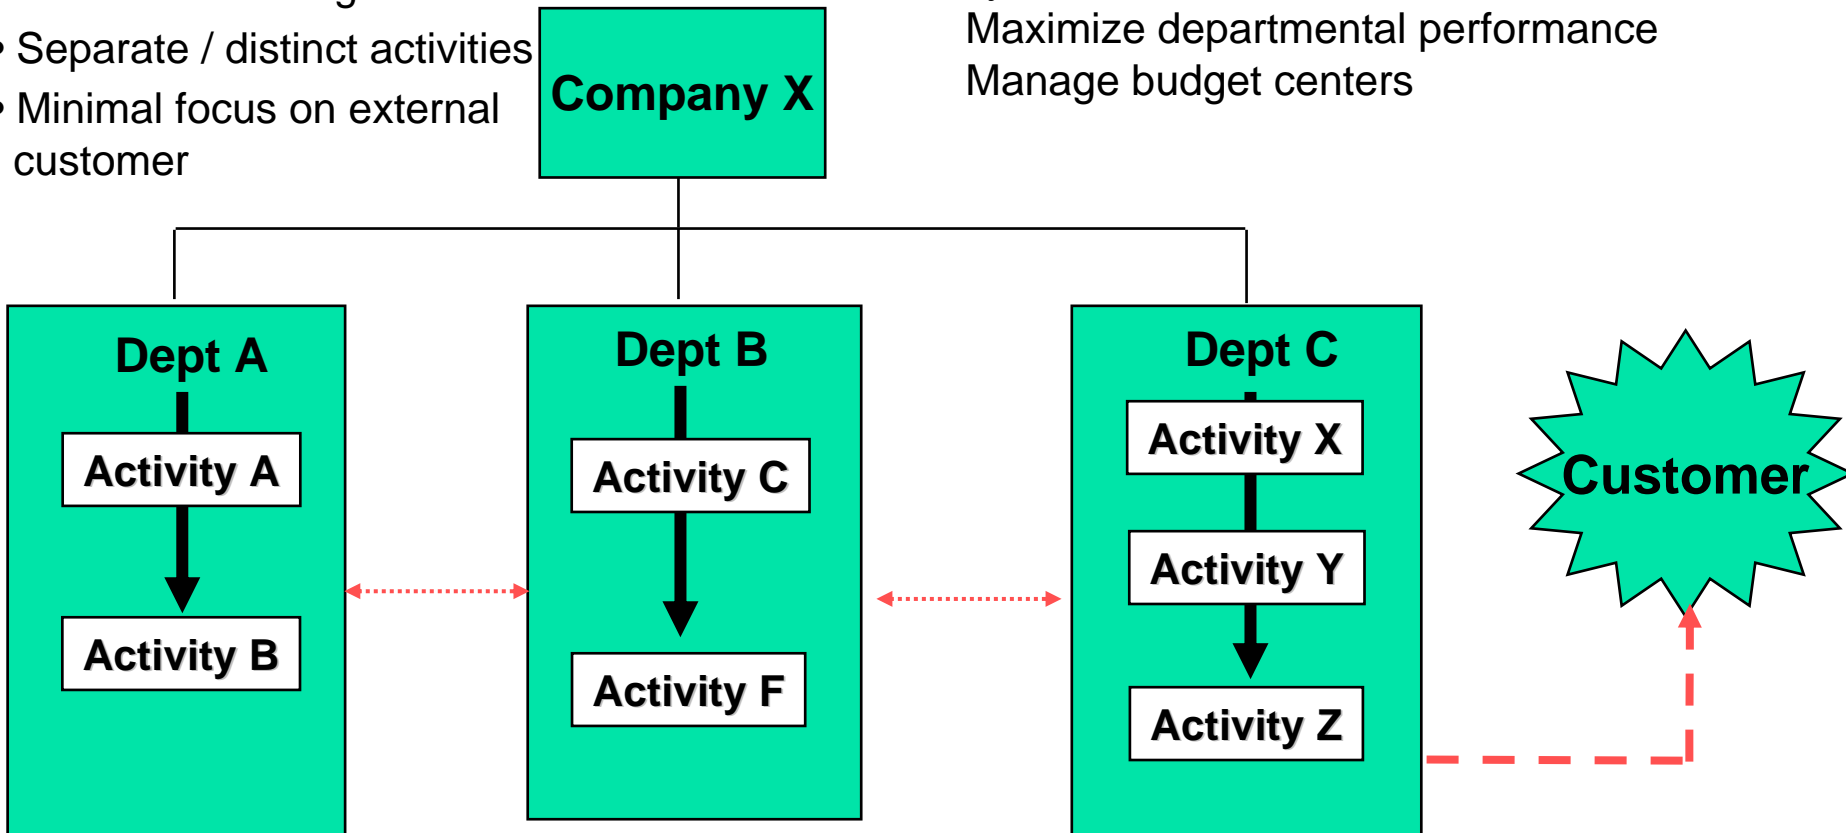 • Separate / distinct activities
• Minimal focus on external
customer
Maximize departmental performance
Manage budget centers
Company X
Dept A
Activity A
Activity B
Dept B
Activity C
Activity F
Dept C
Activity X
Activity Y
Activity Z
Customer